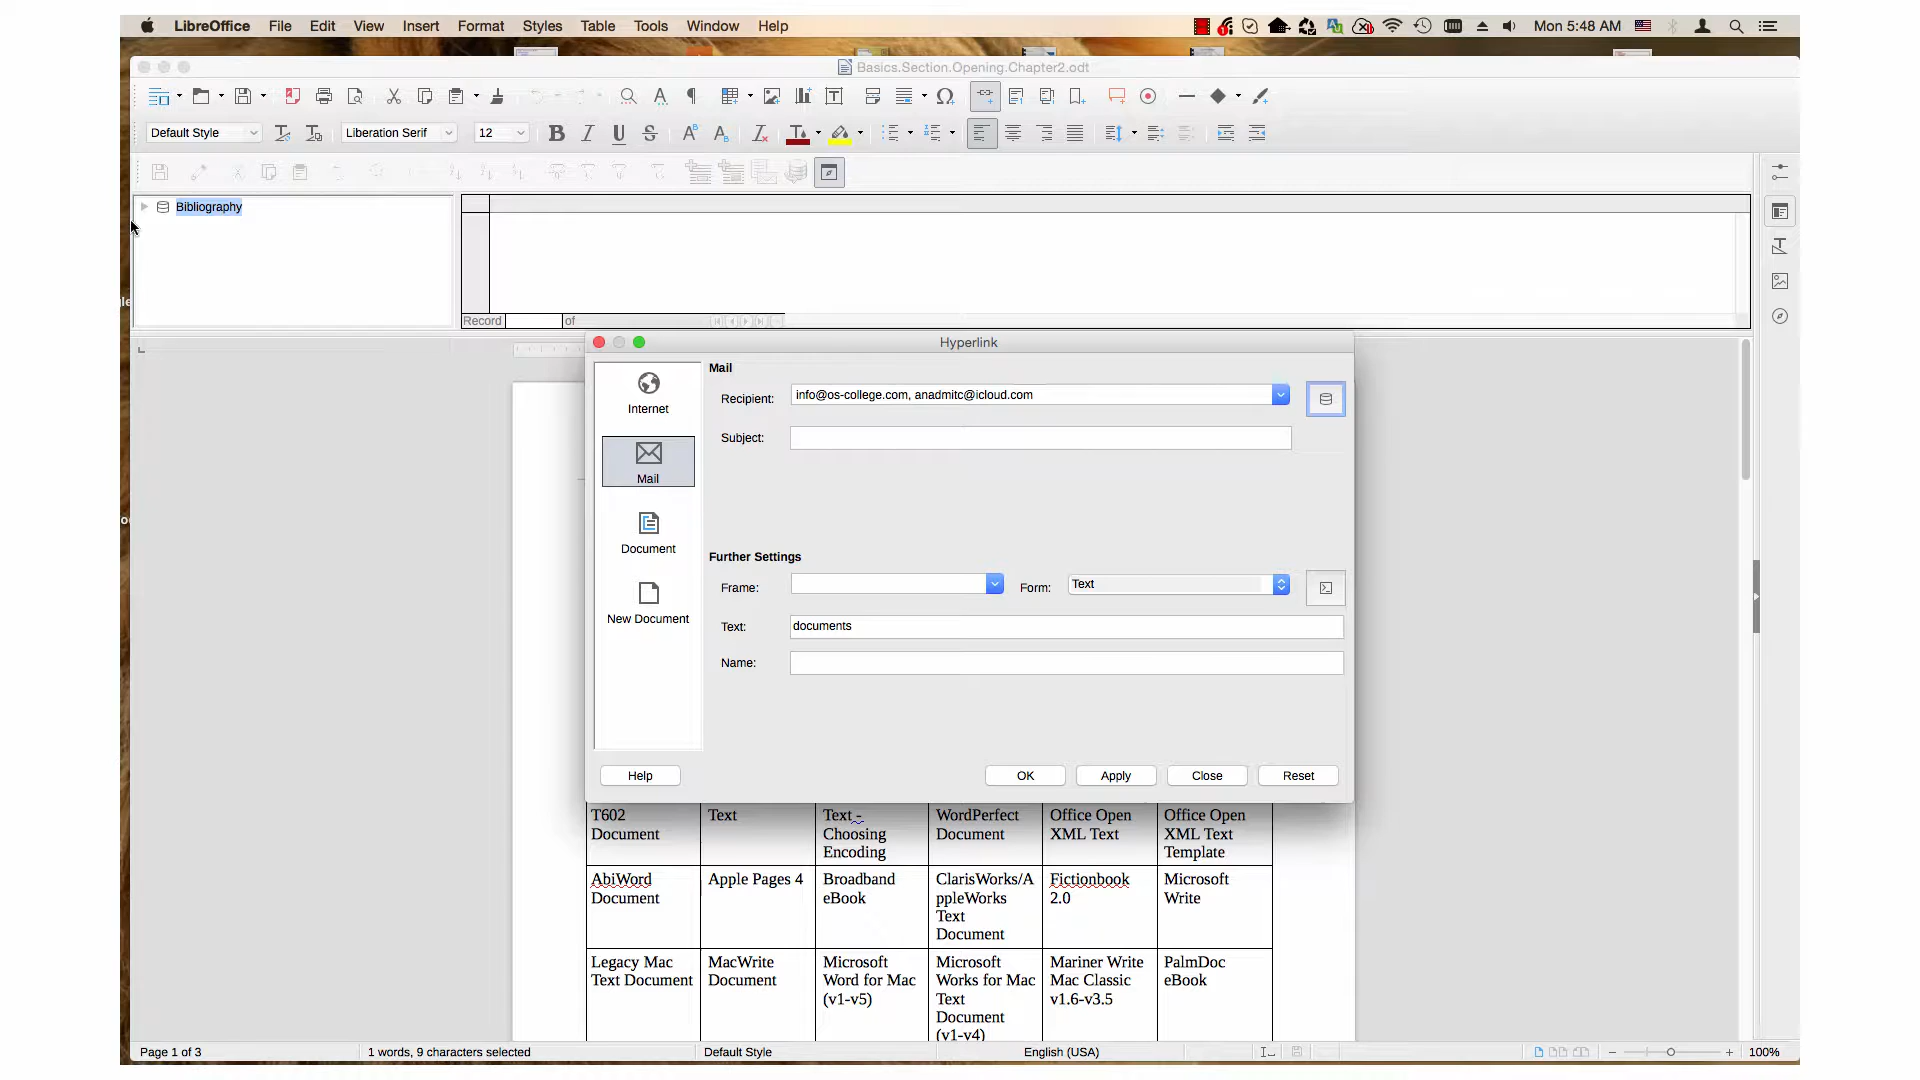 LibreOffice File Edit View Insert Format Styles Table Tools Window Help Mon 5:48 AM
Basics.Section.Opening.Chapter2.odt
Default Style Liberation Serif 12
Bibliography
Record of
Hyperlink
Internet
Mail
Document
New Document
Mail
Recipient: info@os-college.com, anadmitc@icloud.com
Subject:
Further Settings
Frame: Form: Text
Text: documents
Name:
Help OK Apply Close Reset
T602 Document
Text
Text - Choosing Encoding
WordPerfect Document
Office Open XML Text
Office Open XML Text Template
AbiWord Document
Apple Pages 4
Broadband eBook
ClarisWorks/AppleWorks Text Document
Fictionbook 2.0
Microsoft Write
Legacy Mac Text Document
MacWrite Document
Microsoft Word for Mac (v1-v5)
Microsoft Works for Mac Text Document (v1-v4)
Mariner Write Mac Classic v1.6-v3.5
PalmDoc eBook
Page 1 of 3 1 words, 9 characters selected Default Style English (USA) 100%